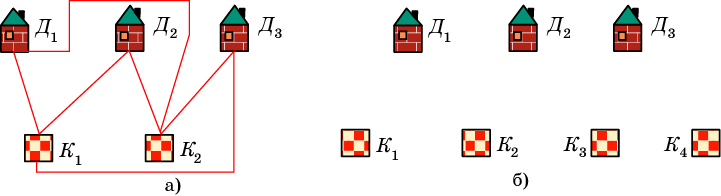 Д₁ Д₂ Д₃ Д₁ Д₂ Д₃
К₁ К₂ К₁ К₂ К₃ К₄
а) б)